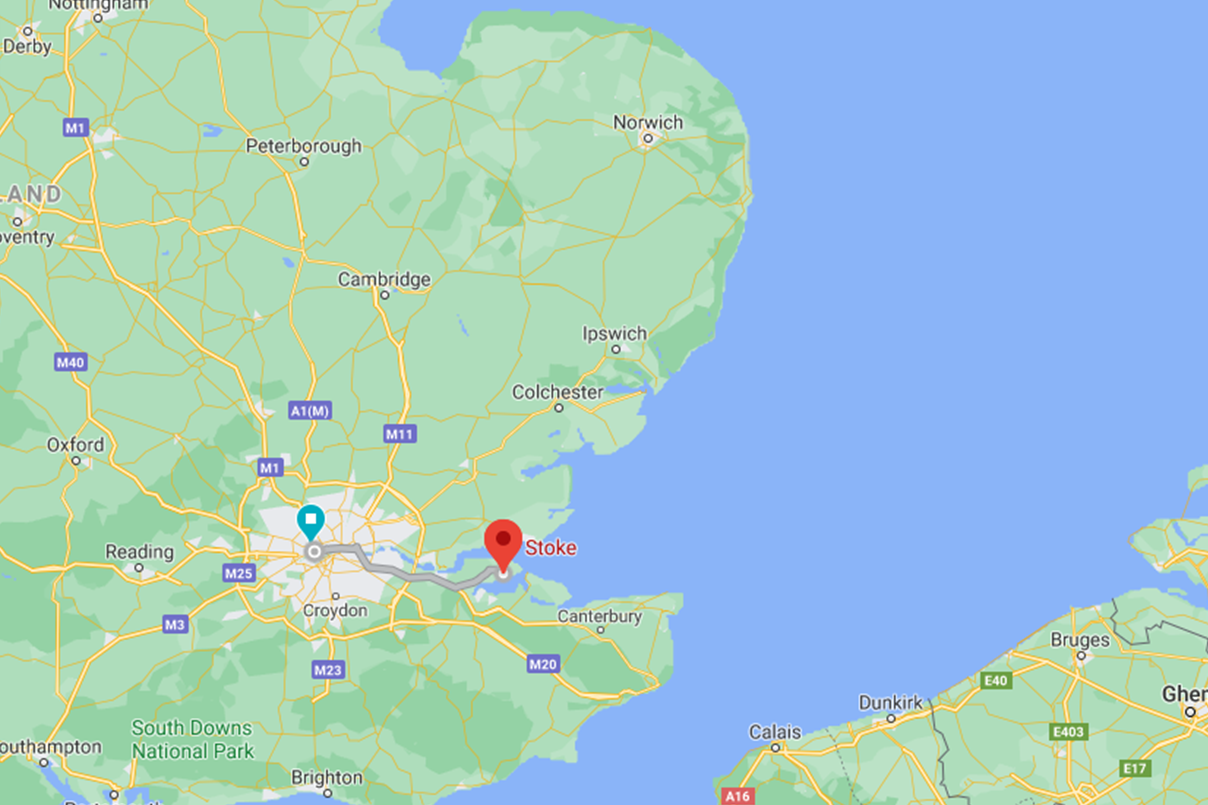 Nottingham
Derby
M1
Norwich
Peterborough
LAND
oventry
Cambridge
Ipswich
M40
Colchester
A1(M)
M11
Oxford
M1
Stoke
Reading
M25
Croydon
Canterbury
M3
Bruges
M20
M23
E40
Gher
Dunkirk
South Downs
National Park
Calais
E403
outhampton
E17
Brighton
A16